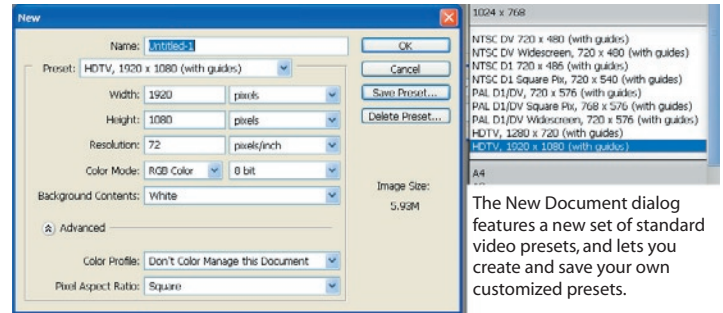 New
Name: Untitled-1
Preset: HDTV, 1920 x 1080 (with guides)
Width: 1920 pixels
Height: 1080 pixels
Resolution: 72 pixels/inch
Color Mode: RGB Color 8 bit
Background Contents: White
Advanced
Color Profile: Don't Color Manage this Document
Pixel Aspect Ratio: Square
OK
Cancel
Save Preset...
Delete Preset...
Image Size:
5.93M
1024 x 768
NTSC DV 720 x 480 (with guides)
NTSC DV Widescreen, 720 x 480 (with guides)
NTSC D1 720 x 486 (with guides)
NTSC D1 Square Pix, 720 x 540 (with guides)
PAL D1/DV, 720 x 576 (with guides)
PAL D1/DV Square Pix, 768 x 576 (with guides)
PAL D1/DV Widescreen, 720 x 576 (with guides)
HDTV, 1280 x 720 (with guides)
HDTV, 1920 x 1080 (with guides)
A4
The New Document dialog
features a new set of standard
video presets, and lets you
create and save your own
customized presets.